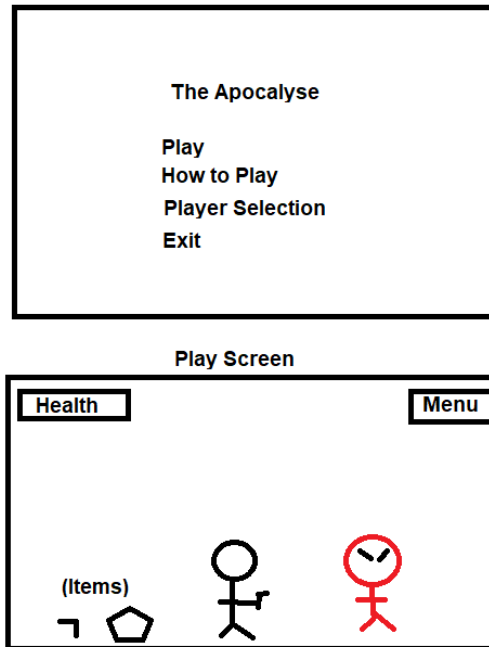 The Apocalyse
Play
How to Play
Player Selection
Exit
Play Screen
Health
Menu
(Items)